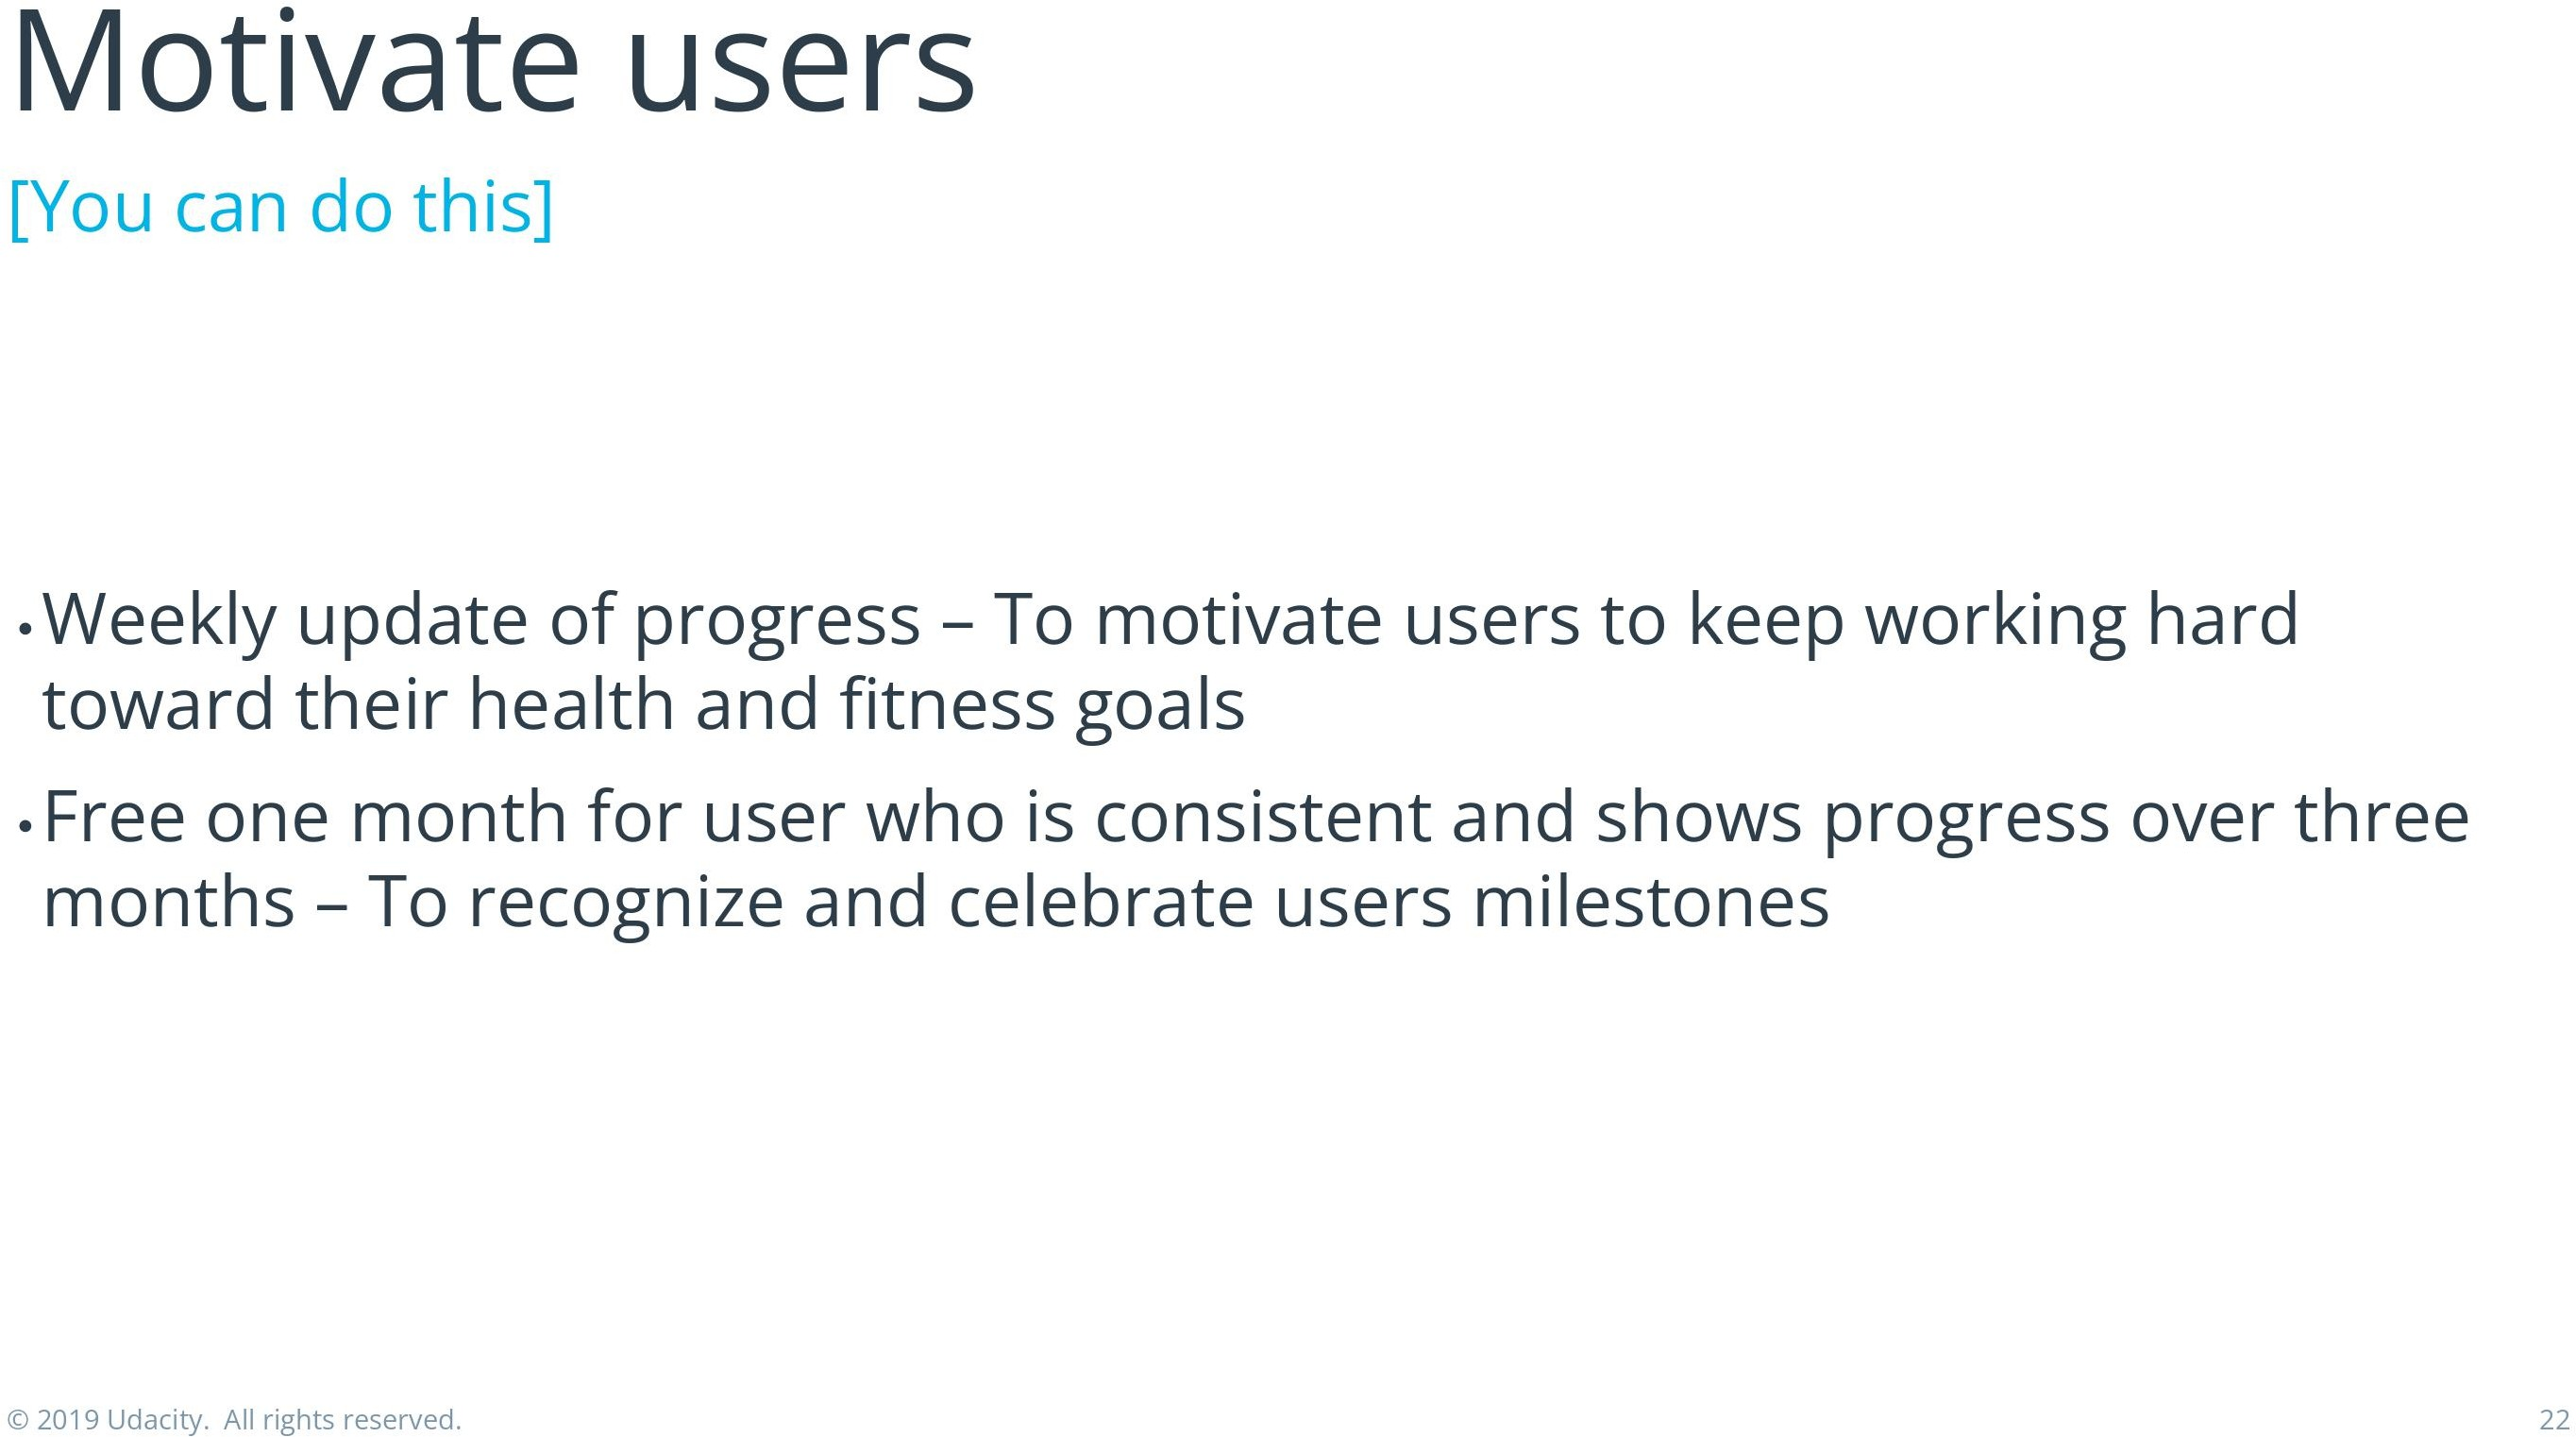 Motivate users
[You can do this]
• Weekly update of progress – To motivate users to keep working hard
toward their health and fitness goals
• Free one month for user who is consistent and shows progress over three
months – To recognize and celebrate users milestones
© 2019 Udacity.  All rights reserved.
22